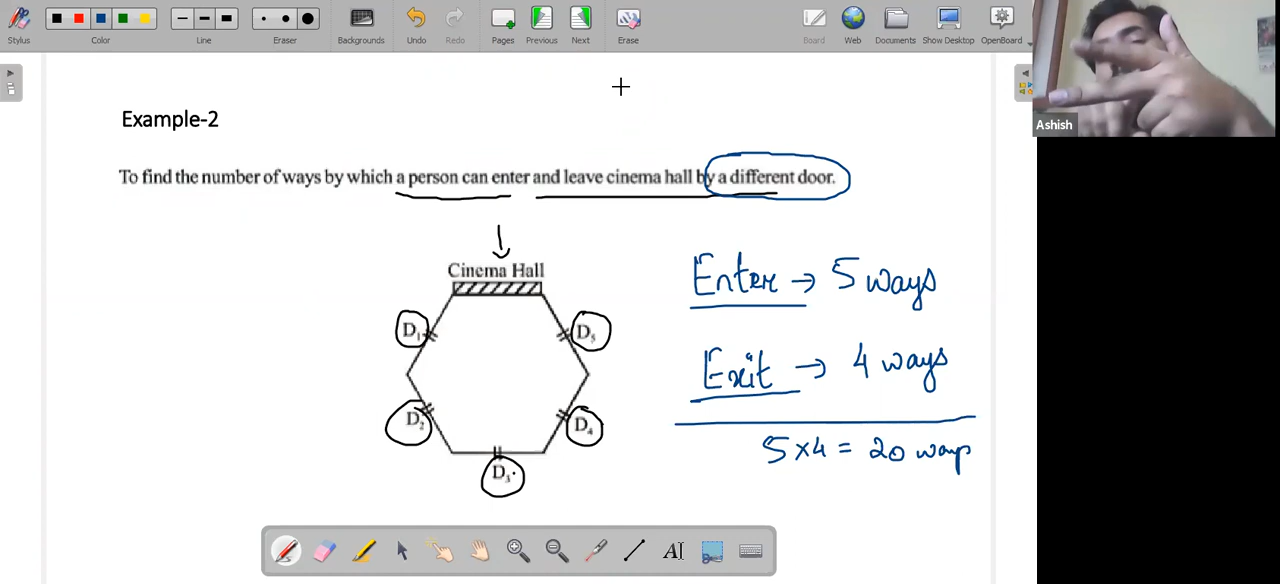 Stylus Color Line Eraser Backgrounds Undo Redo Pages Previous Next Erase Board Web Documents Show Desktop OpenBoard
Ashish
Example-2
To find the number of ways by which a person can enter and leave cinema hall by a different door.
Cinema Hall
Enter → 5 ways
D₁ D₅
Exit → 4 ways
D₂ D₄
5 × 4 = 20 ways
D₃
AI